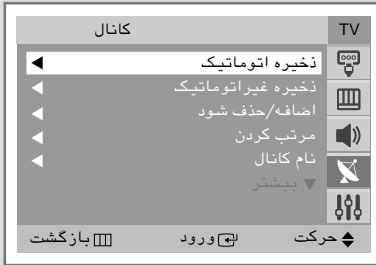 TV کانال
ذخیره اتوماتیک
ذخیره غیراتوماتیک
اضافه/حذف شود
مرتب کردن
نام کانال
▼ بیشتر
حرکت ورود بازگشت